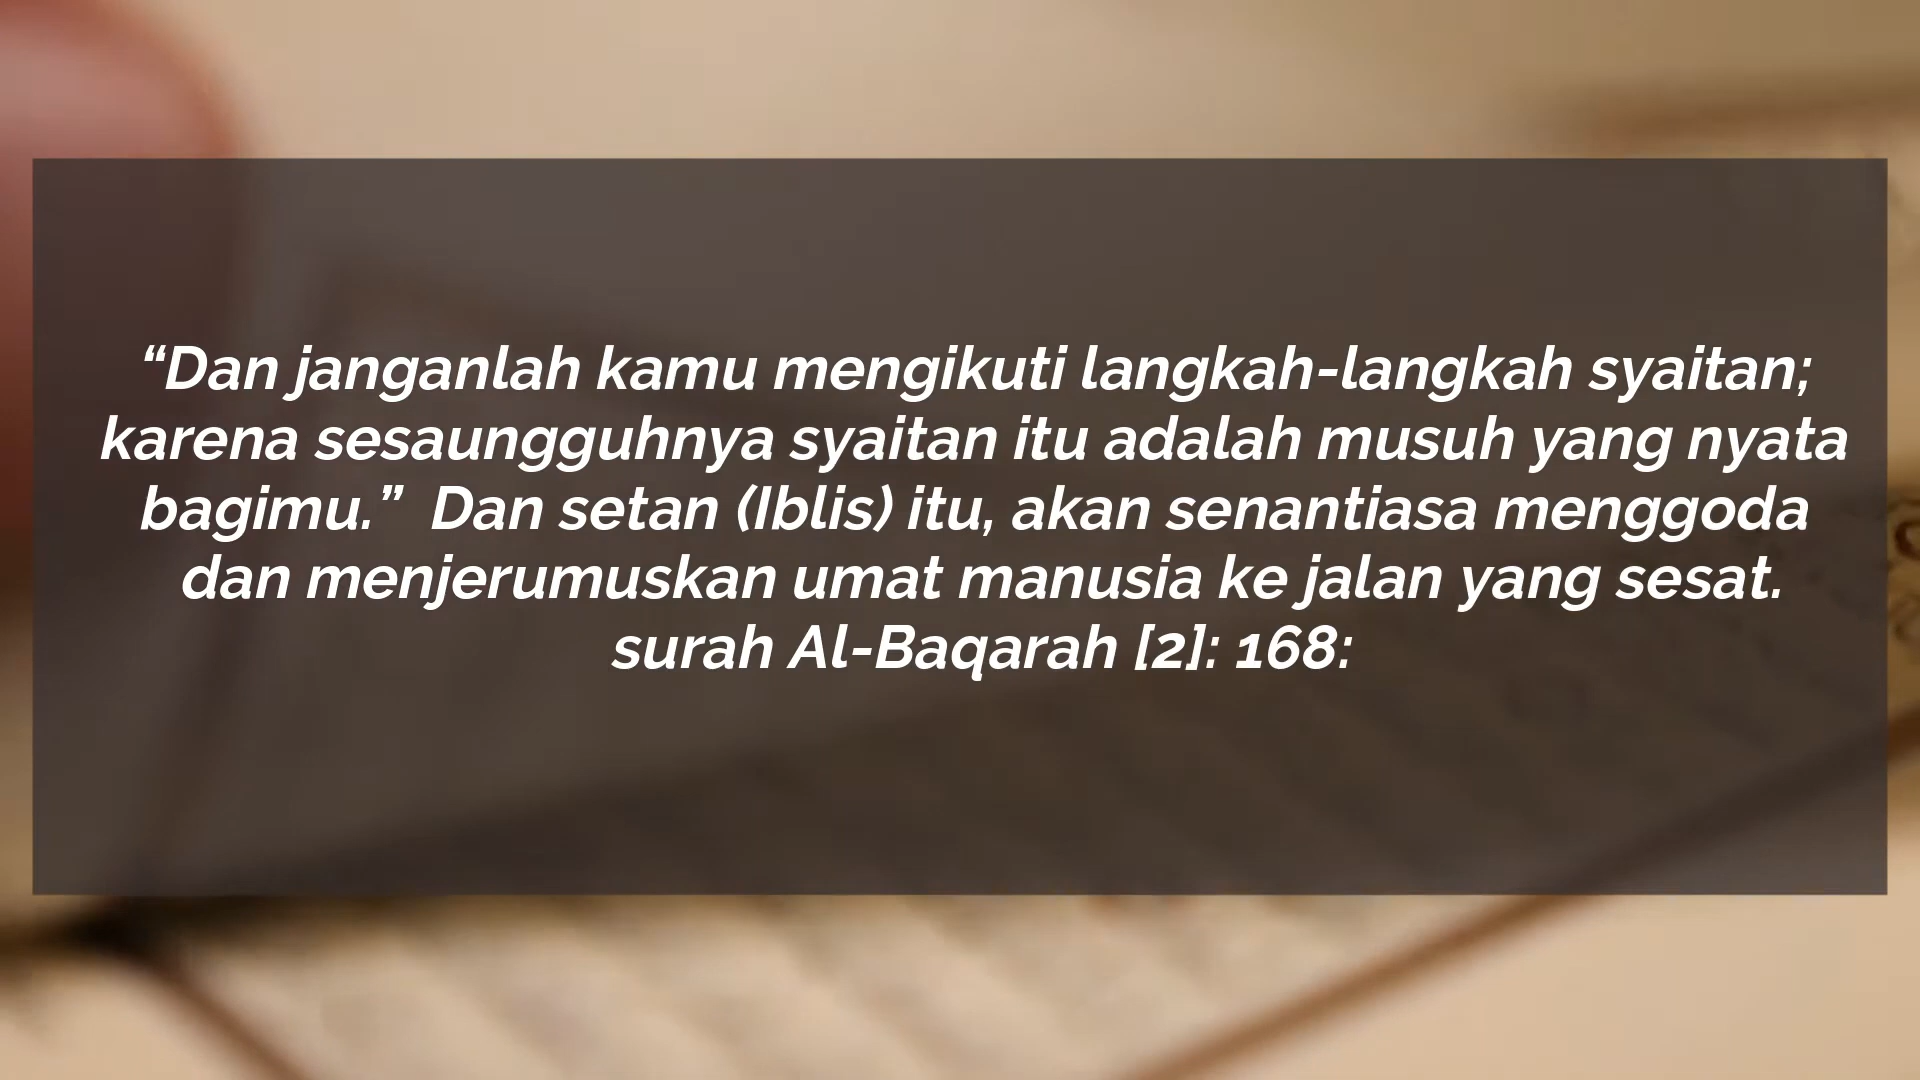 “Dan janganlah kamu mengikuti langkah-langkah syaitan;
karena sesaungguhnya syaitan itu adalah musuh yang nyata
bagimu.”  Dan setan (Iblis) itu, akan senantiasa menggoda
dan menjerumuskan umat manusia ke jalan yang sesat.
surah Al-Baqarah [2]: 168: